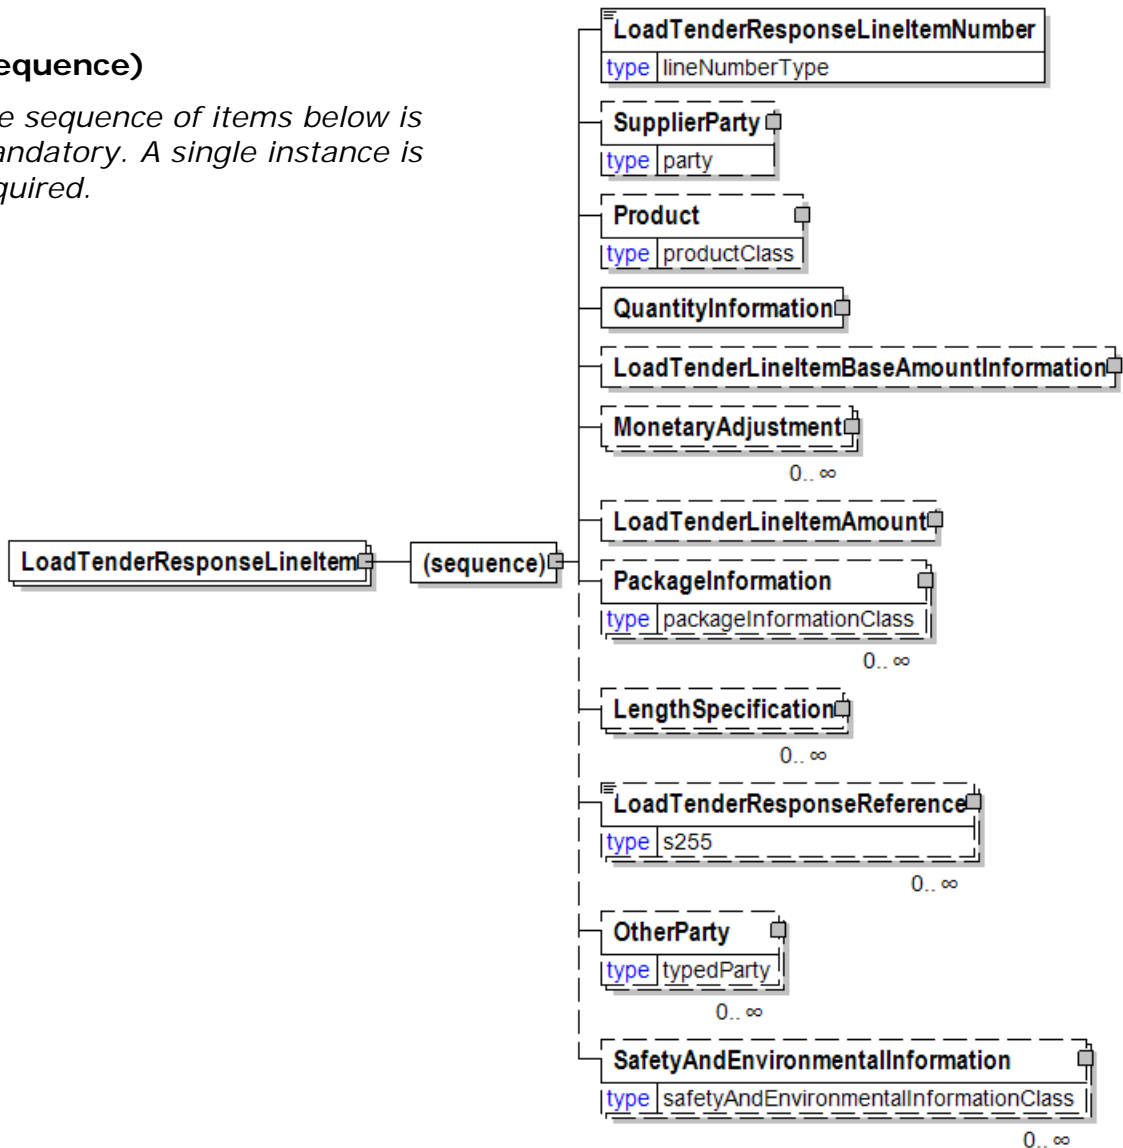 equence)
e sequence of items below is
andatory. A single instance is
quired.
LoadTenderResponseLineItem
(sequence)
LoadTenderResponseLineItemNumber
type lineNumberType
SupplierParty
type party
Product
type productClass
QuantityInformation
LoadTenderLineItemBaseAmountInformation
MonetaryAdjustment
0.. ∞
LoadTenderLineItemAmount
PackageInformation
type packageInformationClass
0.. ∞
LengthSpecification
0.. ∞
LoadTenderResponseReference
type s255
0.. ∞
OtherParty
type typedParty
0.. ∞
SafetyAndEnvironmentalInformation
type safetyAndEnvironmentalInformationClass
0.. ∞